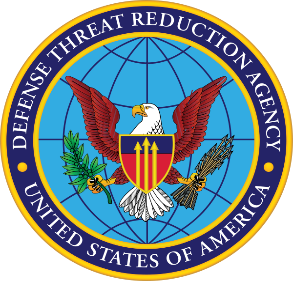 DEFENSE THREAT REDUCTION AGENCY
UNITED STATES OF AMERICA